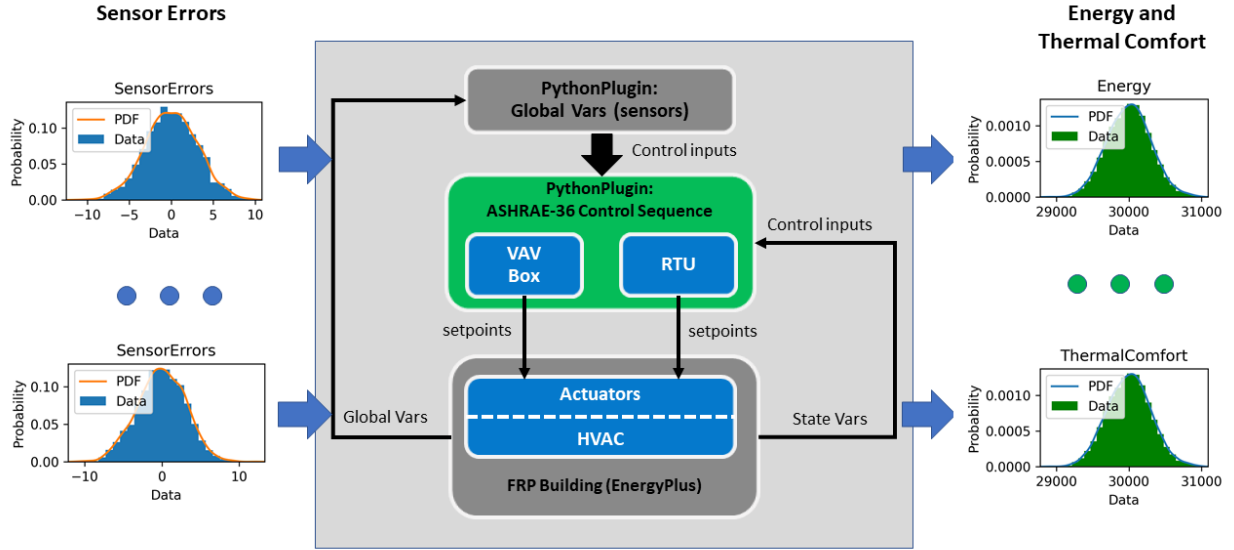 Sensor Errors
SensorErrors
PDF
Data
Probability
0.10
0.05
0.00
−10
−5
0
5
10
Data
SensorErrors
PDF
Data
Probability
0.10
0.05
0.00
−10
0
10
Data
PythonPlugin:
Global Vars (sensors)
Control inputs
PythonPlugin:
ASHRAE-36 Control Sequence
VAV
Box
RTU
Control inputs
setpoints
setpoints
Actuators
HVAC
Global Vars
State Vars
FRP Building (EnergyPlus)
Energy and
Thermal Comfort
Energy
PDF
Data
Probability
0.0010
0.0005
0.0000
29000
30000
31000
Data
ThermalComfort
PDF
Data
Probability
0.0010
0.0005
0.0000
29000
30000
31000
Data